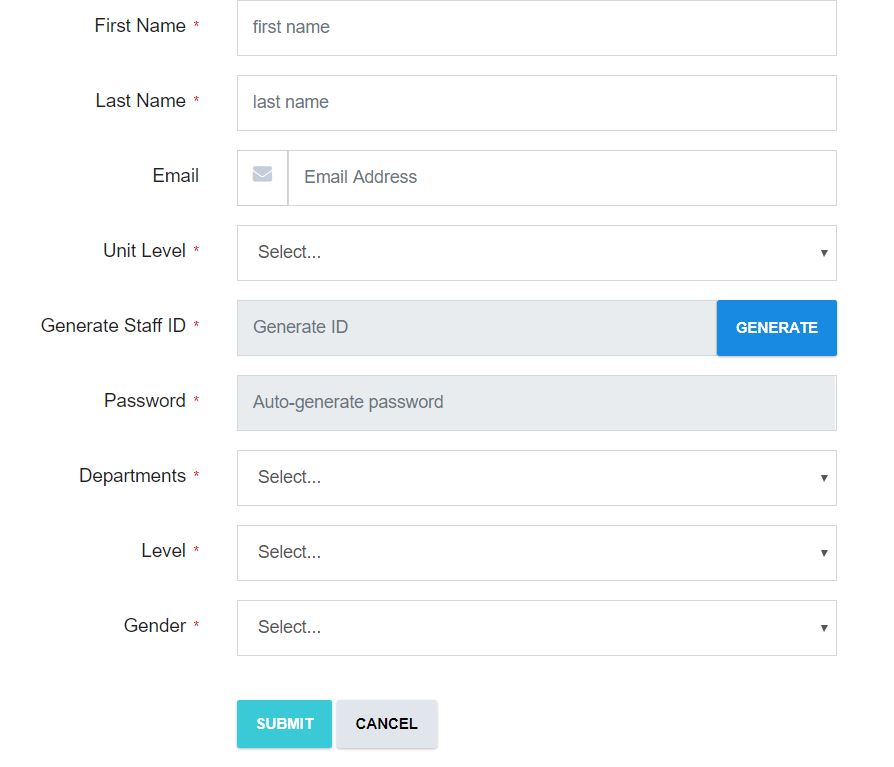 First Name * first name
Last Name * last name
Email Email Address
Unit Level * Select...
Generate Staff ID * Generate ID GENERATE
Password * Auto-generate password
Departments * Select...
Level * Select...
Gender * Select...
SUBMIT CANCEL